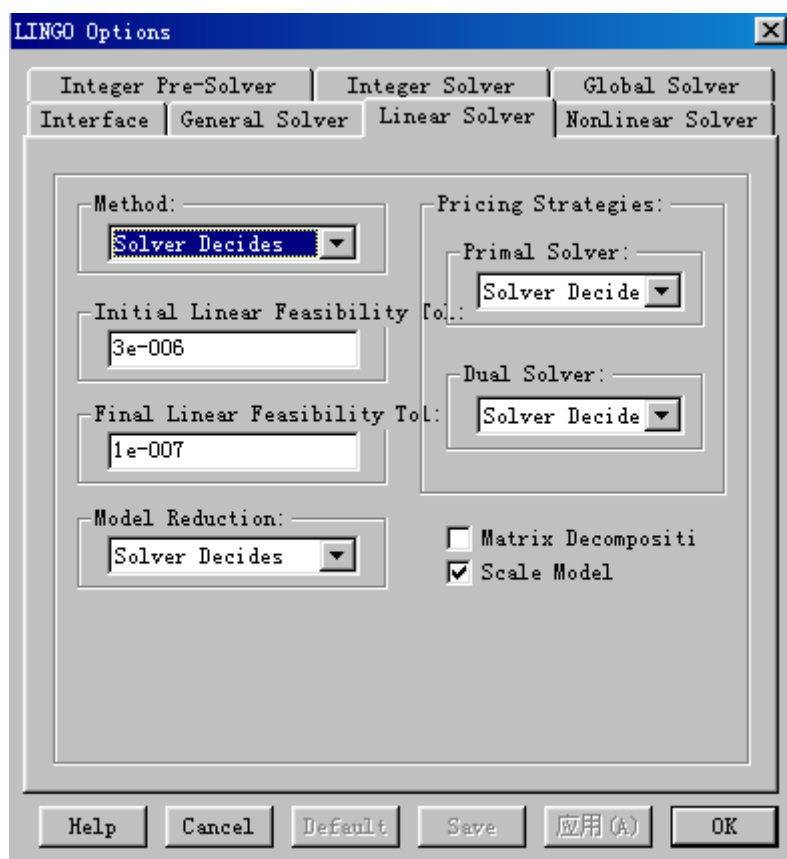 LINGO Options
Integer Pre-Solver Integer Solver Global Solver
Interface General Solver Linear Solver Nonlinear Solver
Method:
Solver Decides
Initial Linear Feasibility Tol:
3e-006
Final Linear Feasibility Tol:
1e-007
Model Reduction:
Solver Decides
Pricing Strategies:
Primal Solver:
Solver Decide
Dual Solver:
Solver Decide
Matrix Decompositi
Scale Model
Help Cancel Default Save 应用(A) OK